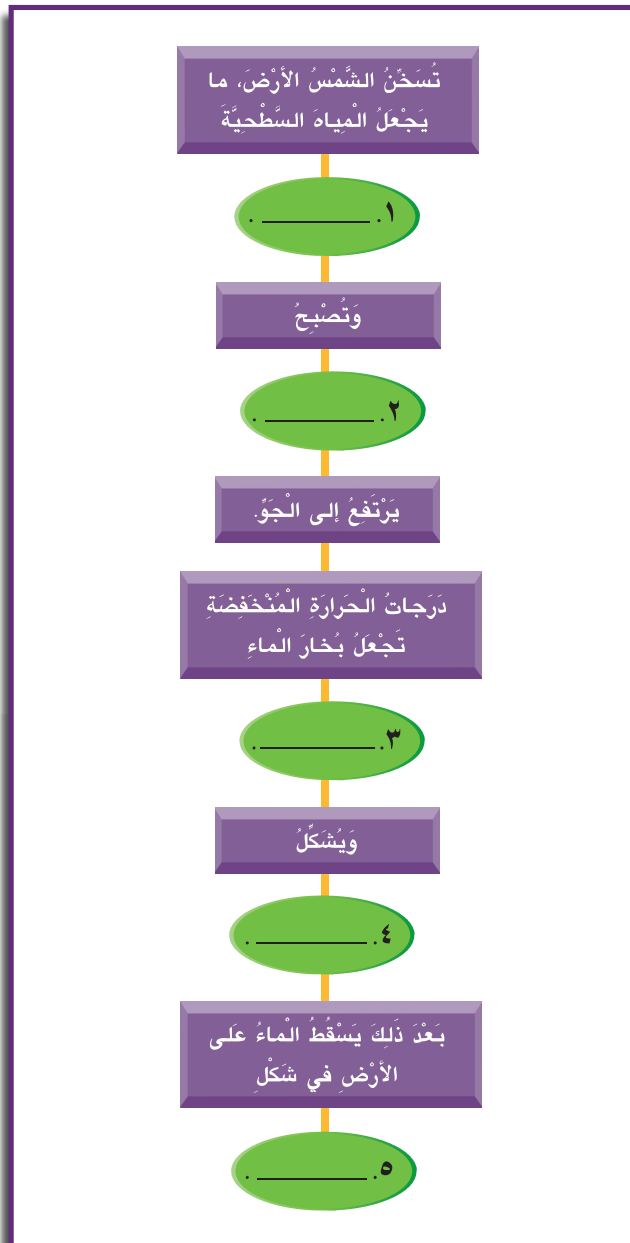 تُسَخِّنُ الشَّمْسُ الأَرْضَ، ما
يَجْعَلُ الْمِياهَ السَّطْحِيَّةَ
١. ________ .
وَتُصْبِحُ
٢. ________ .
يَرْتَفِعُ إلى الْجَوِّ.
دَرَجاتُ الْحَرارَةِ الْمُنْخَفِضَةِ
تَجْعَلُ بُخارَ الْماءِ
٣. ________ .
وَيُشَكِّلُ
٤. ________ .
بَعْدَ ذَلِكَ يَسْقُطُ الْماءُ عَلى
الأَرْضِ في شَكْلِ
٥. ________ .